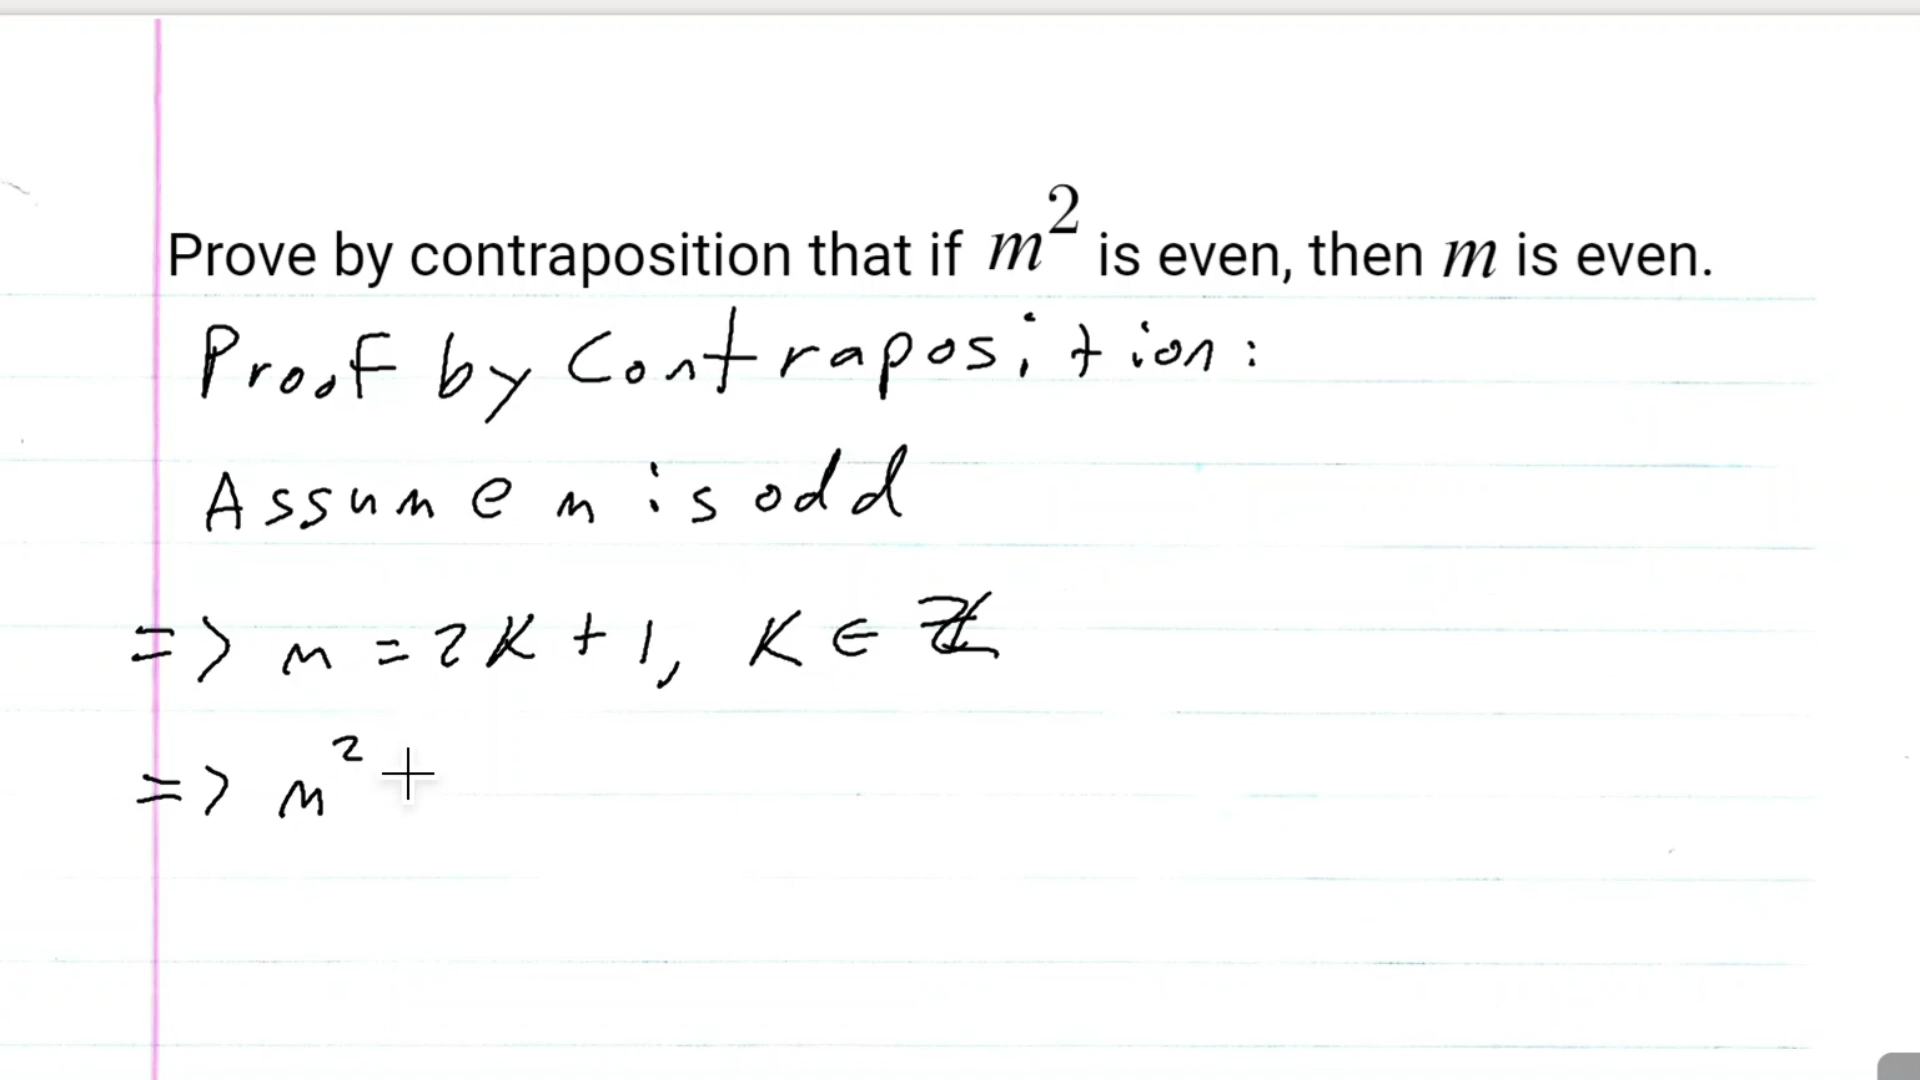 Prove by contraposition that if m² is even, then m is even.
Proof by Contraposition:
Assume m is odd
=> m = 2K + 1, K ∈ ℤ
=> m²